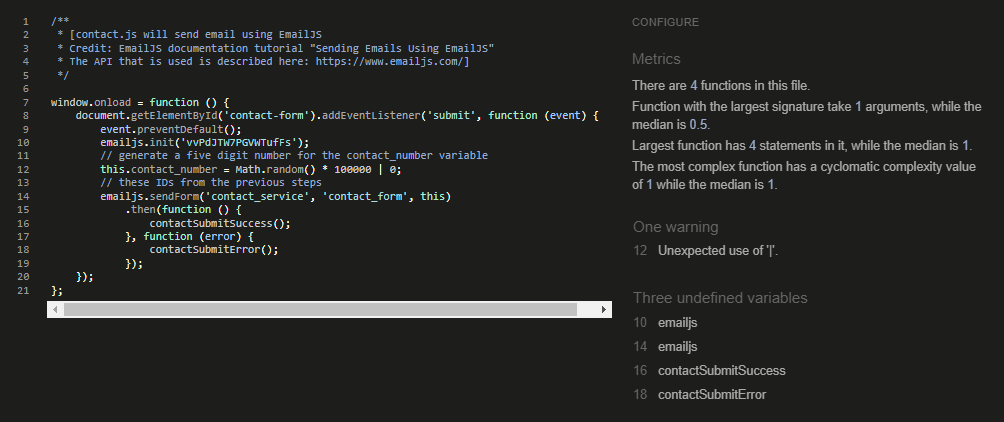 1 /**
2 * [contact.js will send email using EmailJS
3 * Credit: EmailJS documentation tutorial "Sending Emails Using EmailJS"
4 * The API that is used is described here: https://www.emailjs.com/]
5 */
6
7 window.onload = function () {
8 document.getElementById('contact-form').addEventListener('submit', function (event) {
9 event.preventDefault();
10 emailjs.init('vvPdJTW7PGVWTufFs');
11 // generate a five digit number for the contact_number variable
12 this.contact_number = Math.random() * 100000 | 0;
13 // these IDs from the previous steps
14 emailjs.sendForm('contact_service', 'contact_form', this)
15 .then(function () {
16 contactSubmitSuccess();
17 }, function (error) {
18 contactSubmitError();
19 });
20 });
21 };
CONFIGURE
Metrics
There are 4 functions in this file.
Function with the largest signature take 1 arguments, while the
median is 0.5.
Largest function has 4 statements in it, while the median is 1.
The most complex function has a cyclomatic complexity value
of 1 while the median is 1.
One warning
12 Unexpected use of '|'.
Three undefined variables
10 emailjs
14 emailjs
16 contactSubmitSuccess
18 contactSubmitError